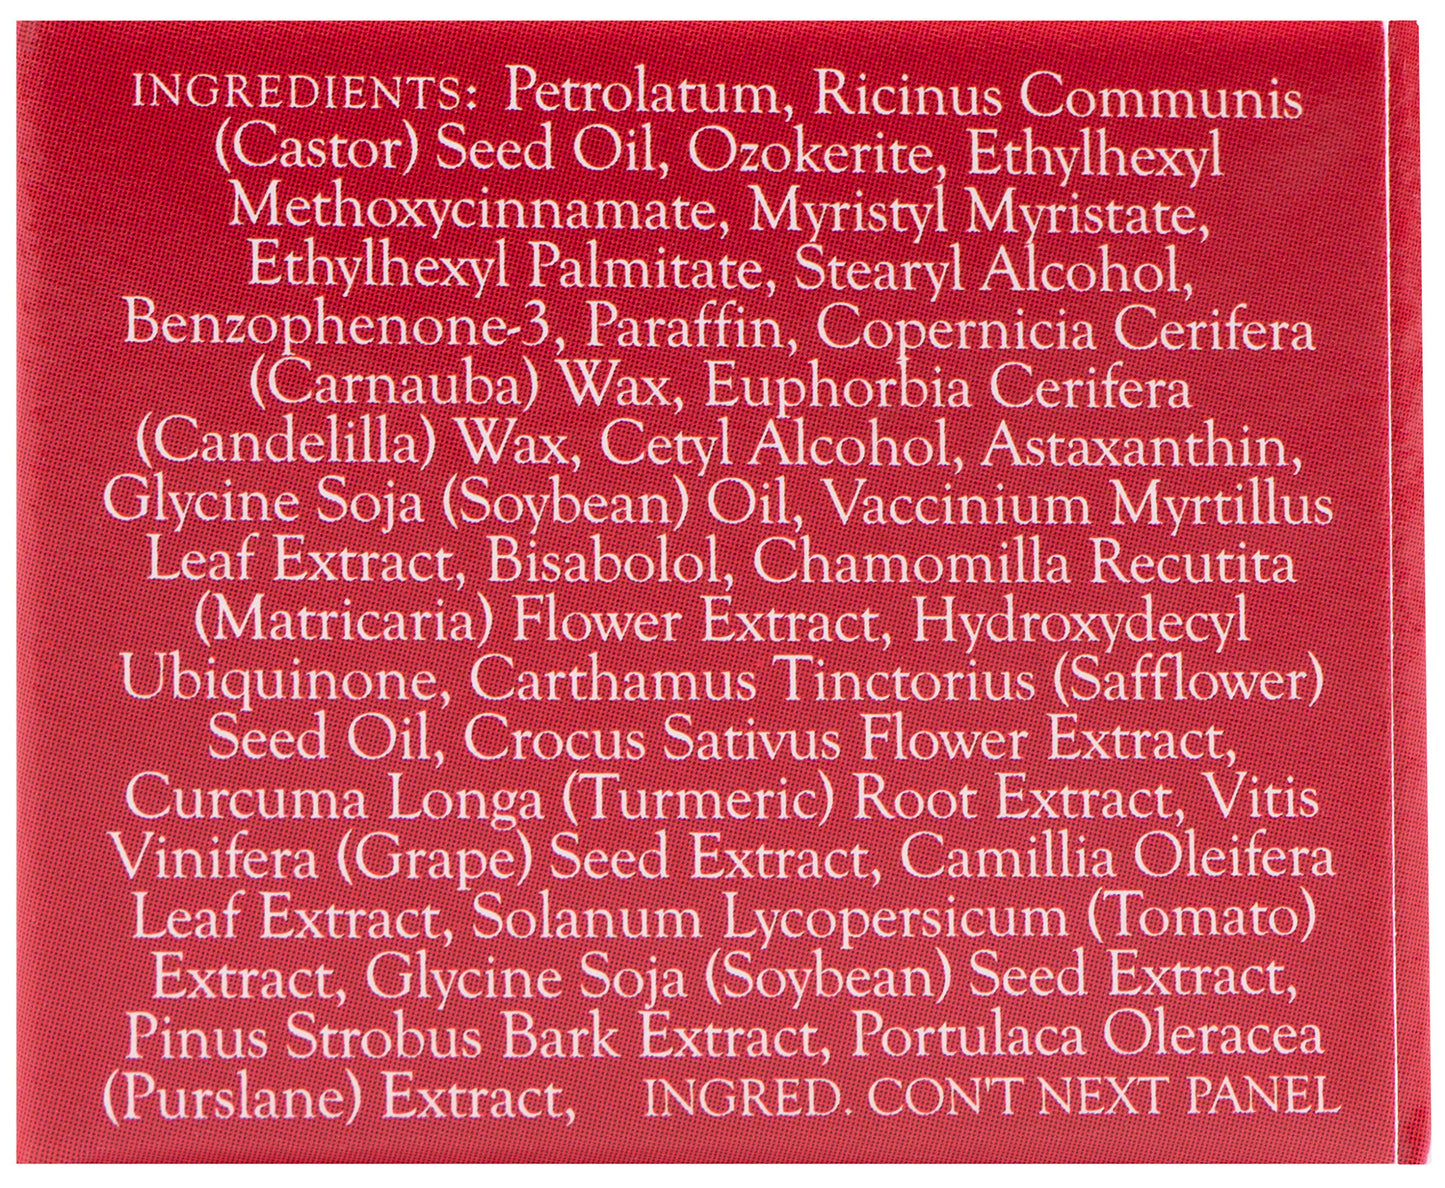 INGREDIENTS: Petrolatum, Ricinus Communis
(Castor) Seed Oil, Ozokerite, Ethylhexyl
Methoxycinnamate, Myristyl Myristate,
Ethylhexyl Palmitate, Stearyl Alcohol,
Benzophenone-3, Paraffin, Copernicia Cerifera
(Carnauba) Wax, Euphorbia Cerifera
(Candelilla) Wax, Cetyl Alcohol, Astaxanthin,
Glycine Soja (Soybean) Oil, Vaccinium Myrtillus
Leaf Extract, Bisabolol, Chamomilla Recutita
(Matricaria) Flower Extract, Hydroxydecyl
Ubiquinone, Carthamus Tinctorius (Safflower)
Seed Oil, Crocus Sativus Flower Extract,
Curcuma Longa (Turmeric) Root Extract, Vitis
Vinifera (Grape) Seed Extract, Camillia Oleifera
Leaf Extract, Solanum Lycopersicum (Tomato)
Extract, Glycine Soja (Soybean) Seed Extract,
Pinus Strobus Bark Extract, Portulaca Oleracea
(Purslane) Extract, INGRED. CON'T NEXT PANEL